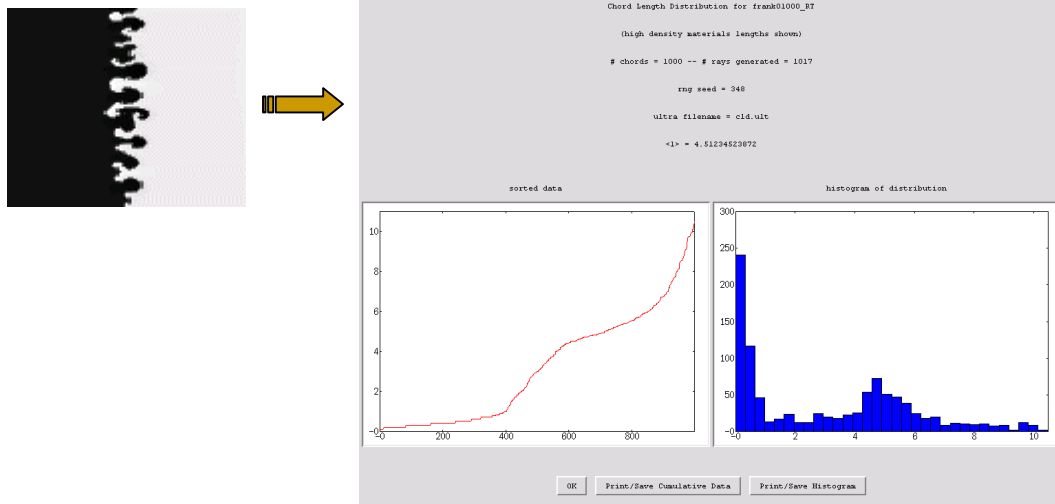 Chord Length Distribution for frank01000_RT
(high density materials lengths shown)
# chords = 1000 -- # rays generated = 1017
rng seed = 348
ultra filename = cld.ult
<l> = 4.51234523872
sorted data
histogram of distribution
10
8
6
4
2
-0
-0
200
400
600
800
300
250
200
150
100
50
-0
-0
2
4
6
8
10
OK
Print/Save Cumulative Data
Print/Save Histogram